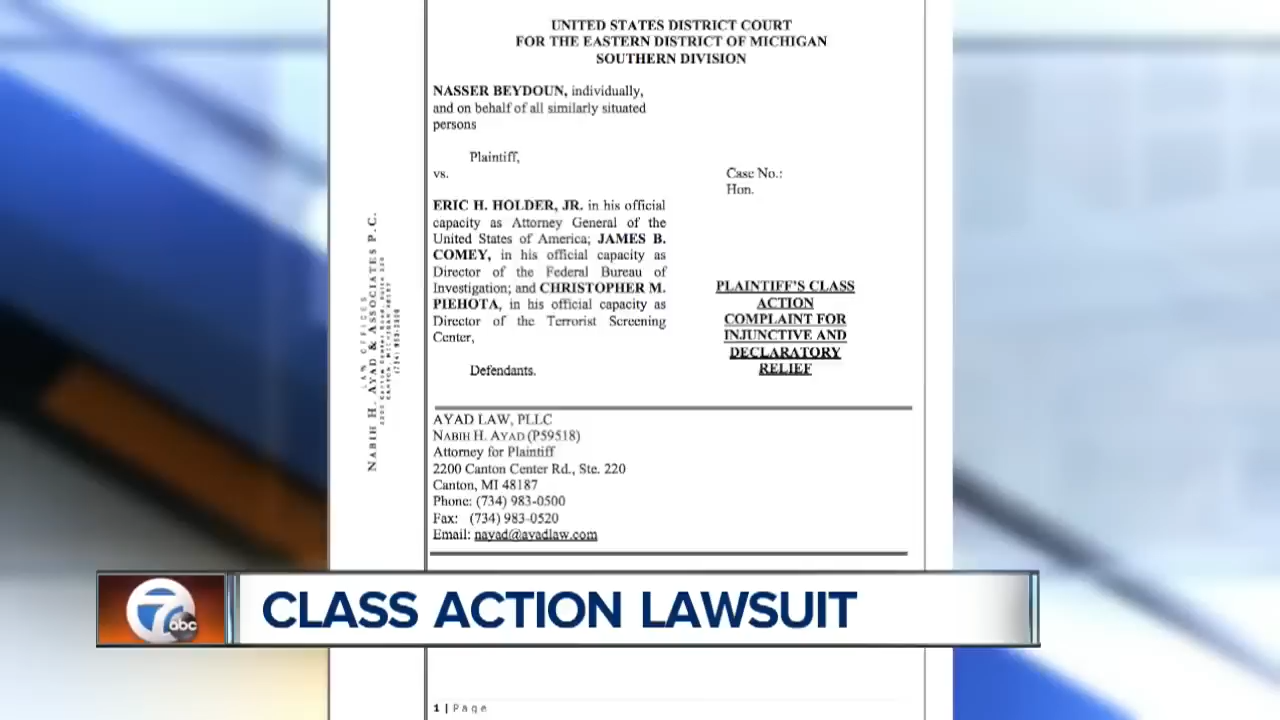 UNITED STATES DISTRICT COURT
FOR THE EASTERN DISTRICT OF MICHIGAN
SOUTHERN DIVISION
NASSER BEYDOUN, individually,
and on behalf of all similarly situated
persons
Plaintiff,
vs.
Case No.:
Hon.
ERIC H. HOLDER, JR. in his official
capacity as Attorney General of the
United States of America; JAMES B.
COMEY, in his official capacity as
Director of the Federal Bureau of
Investigation; and CHRISTOPHER M.
PIEHOTA, in his official capacity as
Director of the Terrorist Screening
Center,
Defendants.
PLAINTIFF'S CLASS
ACTION
COMPLAINT FOR
INJUNCTIVE AND
DECLARATORY
RELIEF
LAW OFFICES
NABIH H. AYAD & ASSOCIATES P.C.
AYAD LAW, PLLC
NABIH H. AYAD (P59518)
Attorney for Plaintiff
2200 Canton Center Rd., Ste. 220
Canton, MI 48187
Phone: (734) 983-0500
Fax: (734) 983-0520
Email: nayad@ayadlaw.com
7 abc
CLASS ACTION LAWSUIT
1 | Page